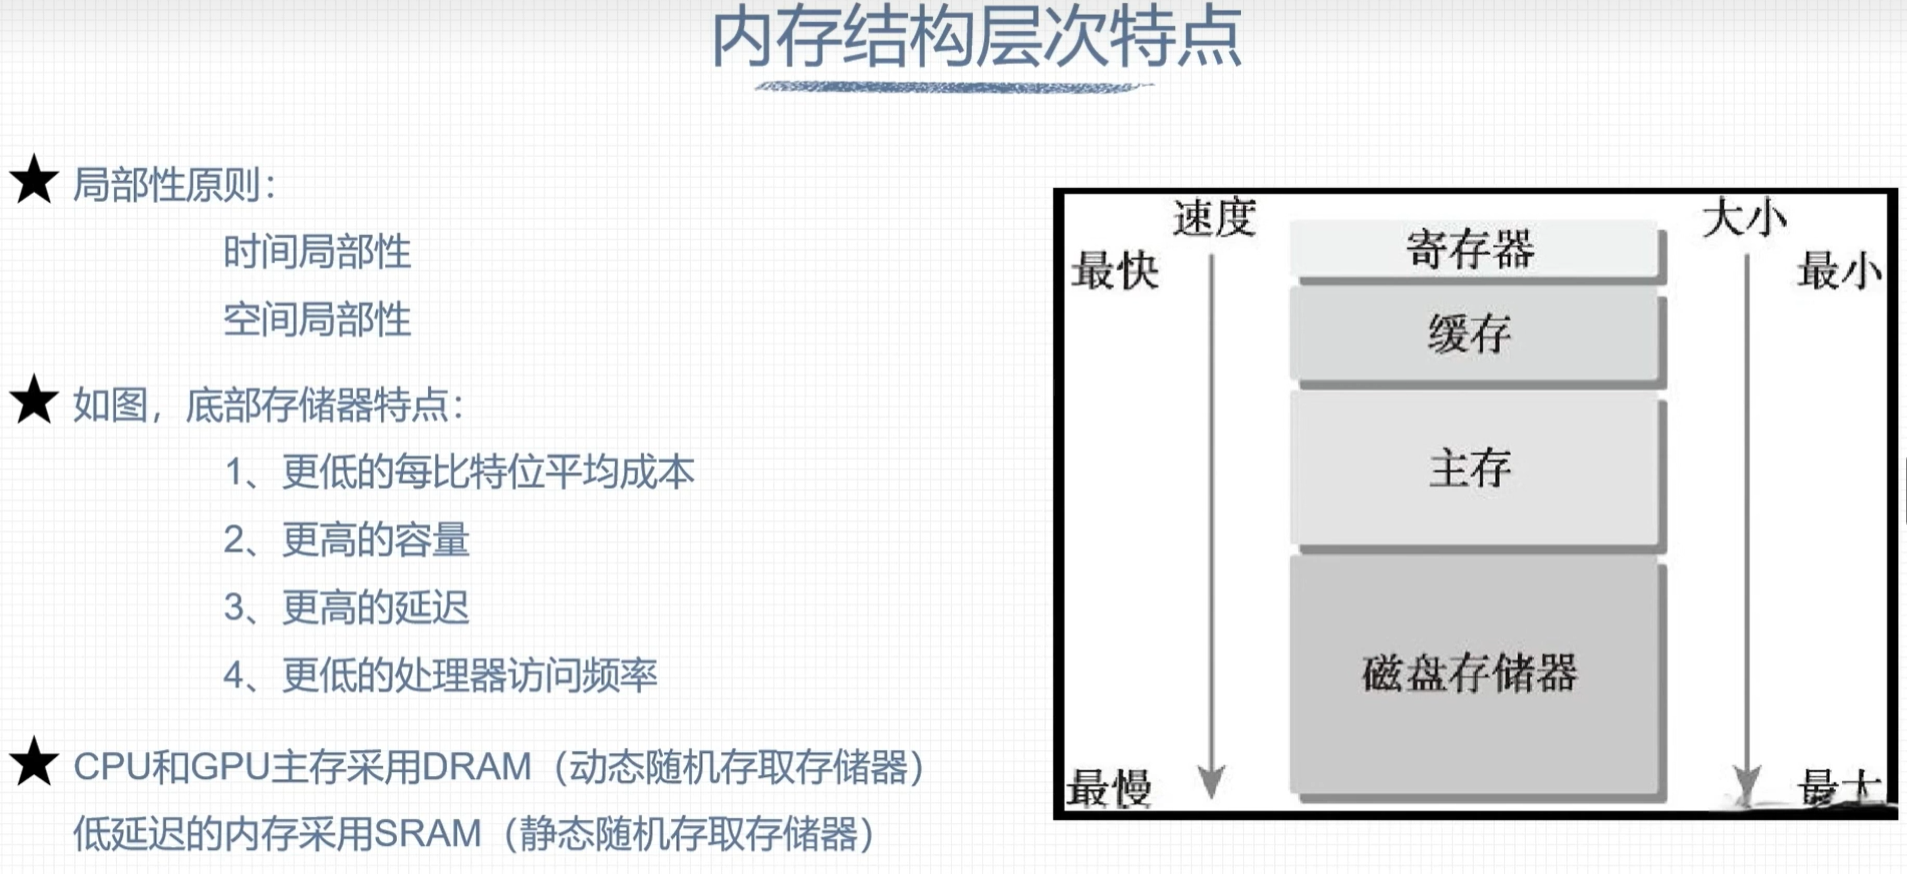 内存结构层次特点
★ 局部性原则：
时间局部性
空间局部性
★ 如图，底部存储器特点：
1、更低的每比特位平均成本
2、更高的容量
3、更高的延迟
4、更低的处理器访问频率
★ CPU和GPU主存采用DRAM（动态随机存取存储器）
低延迟的内存采用SRAM（静态随机存取存储器）
速度
大小
最快
寄存器
最小
缓存
主存
磁盘存储器
最慢
最大